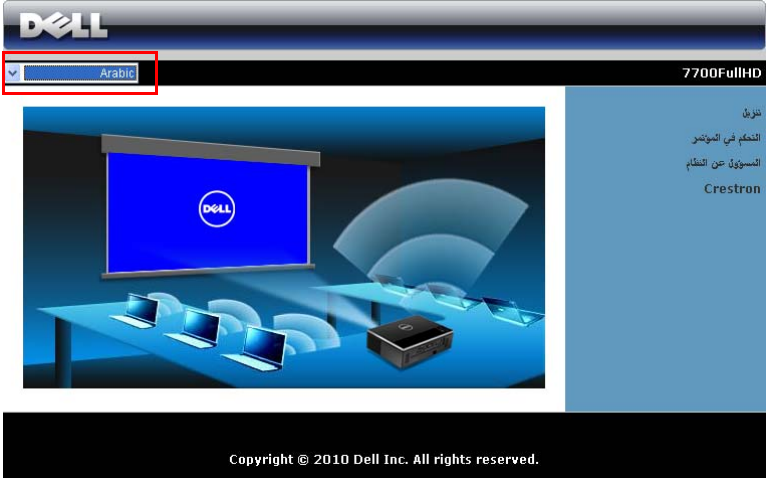 DELL
Arabic
7700FullHD
تنزيل
التحكم في المؤتمر
المسؤول عن النظام
Crestron
DELL
Copyright © 2010 Dell Inc. All rights reserved.